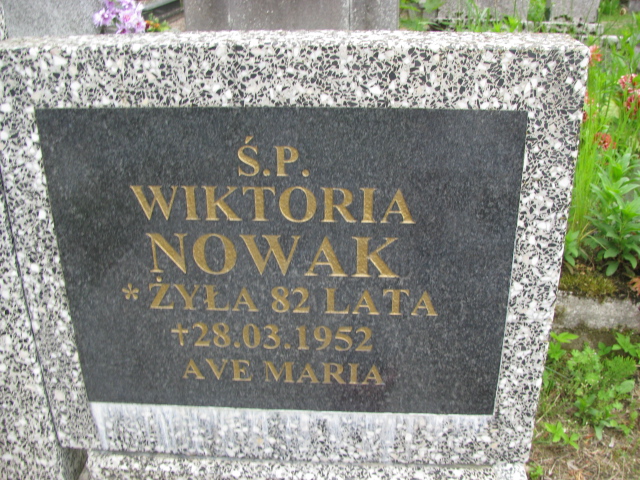 Ś.P.
WIKTORIA
NOWAK
* ŻYŁA 82 LATA
†28.03.1952
AVE MARIA